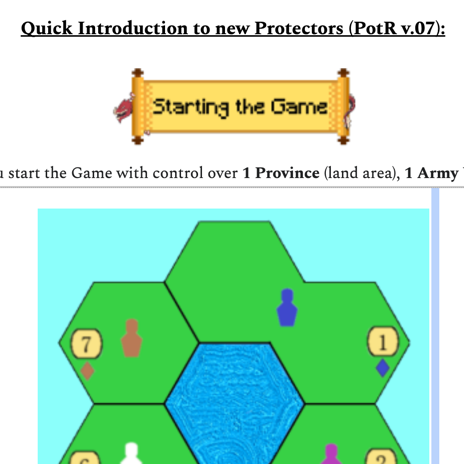 Quick Introduction to new Protectors (PotR v.07):
Starting the Game
start the Game with control over 1 Province (land area), 1 Army
7
1